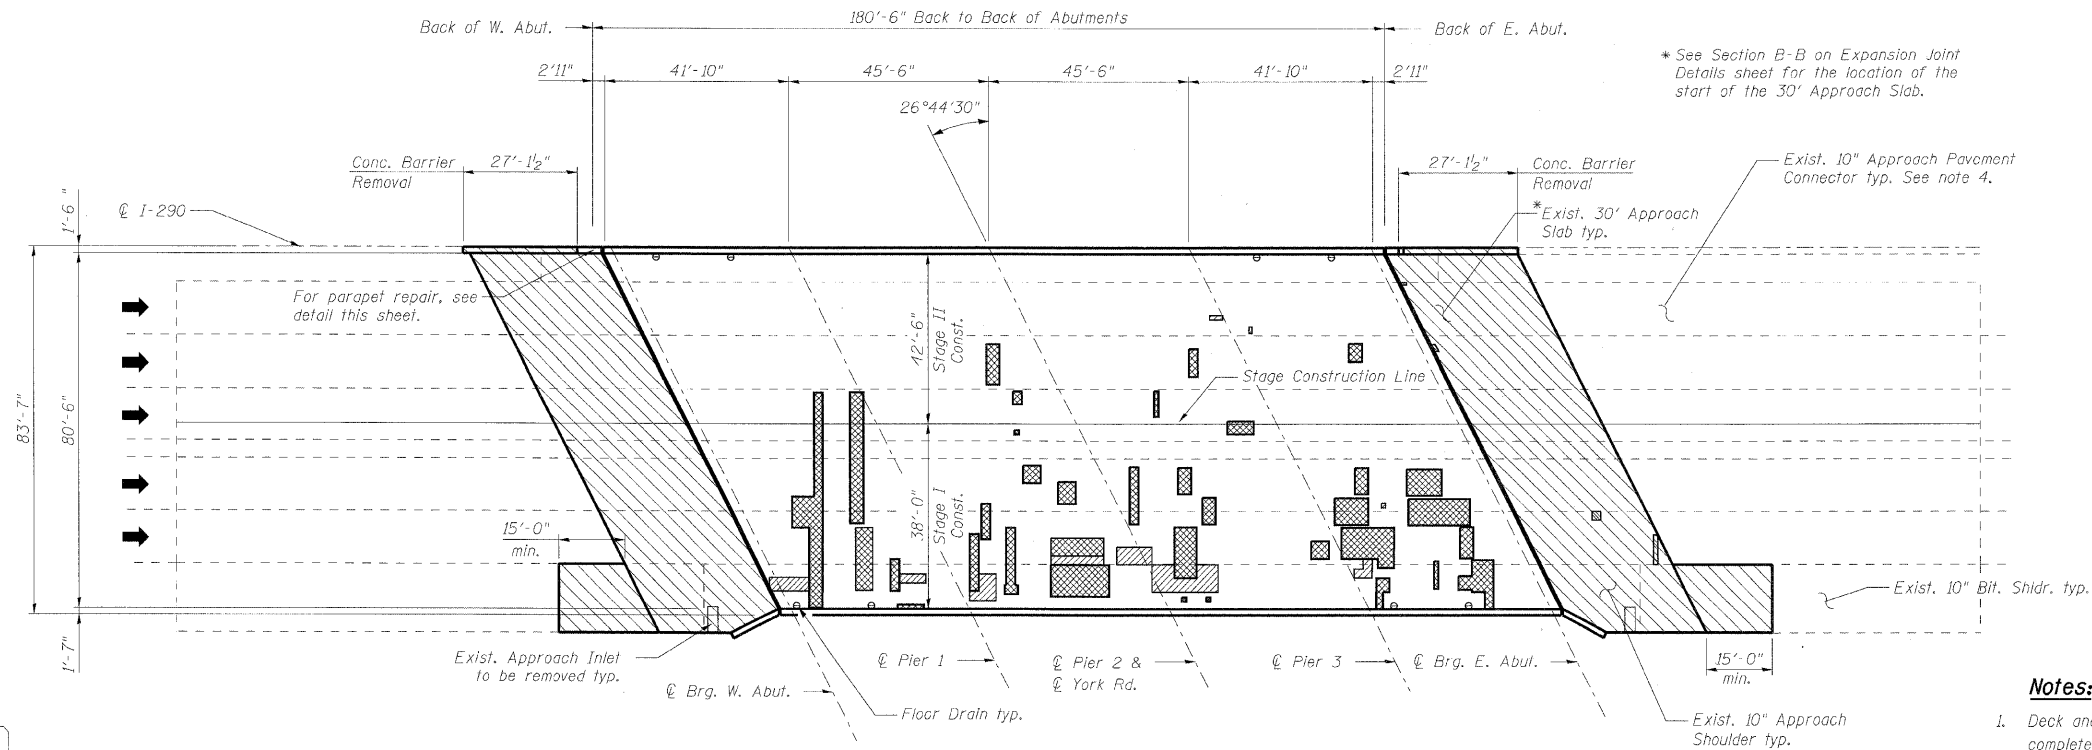 180'-6" Back to Back of Abutments
Back of W. Abut.
Back of E. Abut.
2'11"
41'-10"
45'-6"
45'-6"
41'-10"
2'11"
* See Section B-B on Expansion Joint
Details sheet for the location of the
start of the 30' Approach Slab.
26°44'30"
Conc. Barrier
Removal
27'-1½"
27'-1½"
Conc. Barrier
Removal
Exist. 10" Approach Pavement
Connector typ. See note 4.
1'-6"
℄ I-290
*Exist. 30' Approach
Slab typ.
For parapet repair, see
detail this sheet.
42'-6"
Stage II
Const.
Stage Construction Line
83'-7"
80'-6"
38'-0"
Stage I
Const.
15'-0"
min.
Exist. 10" Bit. Shldr. typ.
1'-7"
Exist. Approach Inlet
to be removed typ.
℄ Pier 1
℄ Pier 2 &
℄ York Rd.
℄ Pier 3
℄ Brg. E. Abut.
15'-0"
min.
℄ Brg. W. Abut.
Floor Drain typ.
Exist. 10" Approach
Shoulder typ.
Notes:
1. Deck and
complete